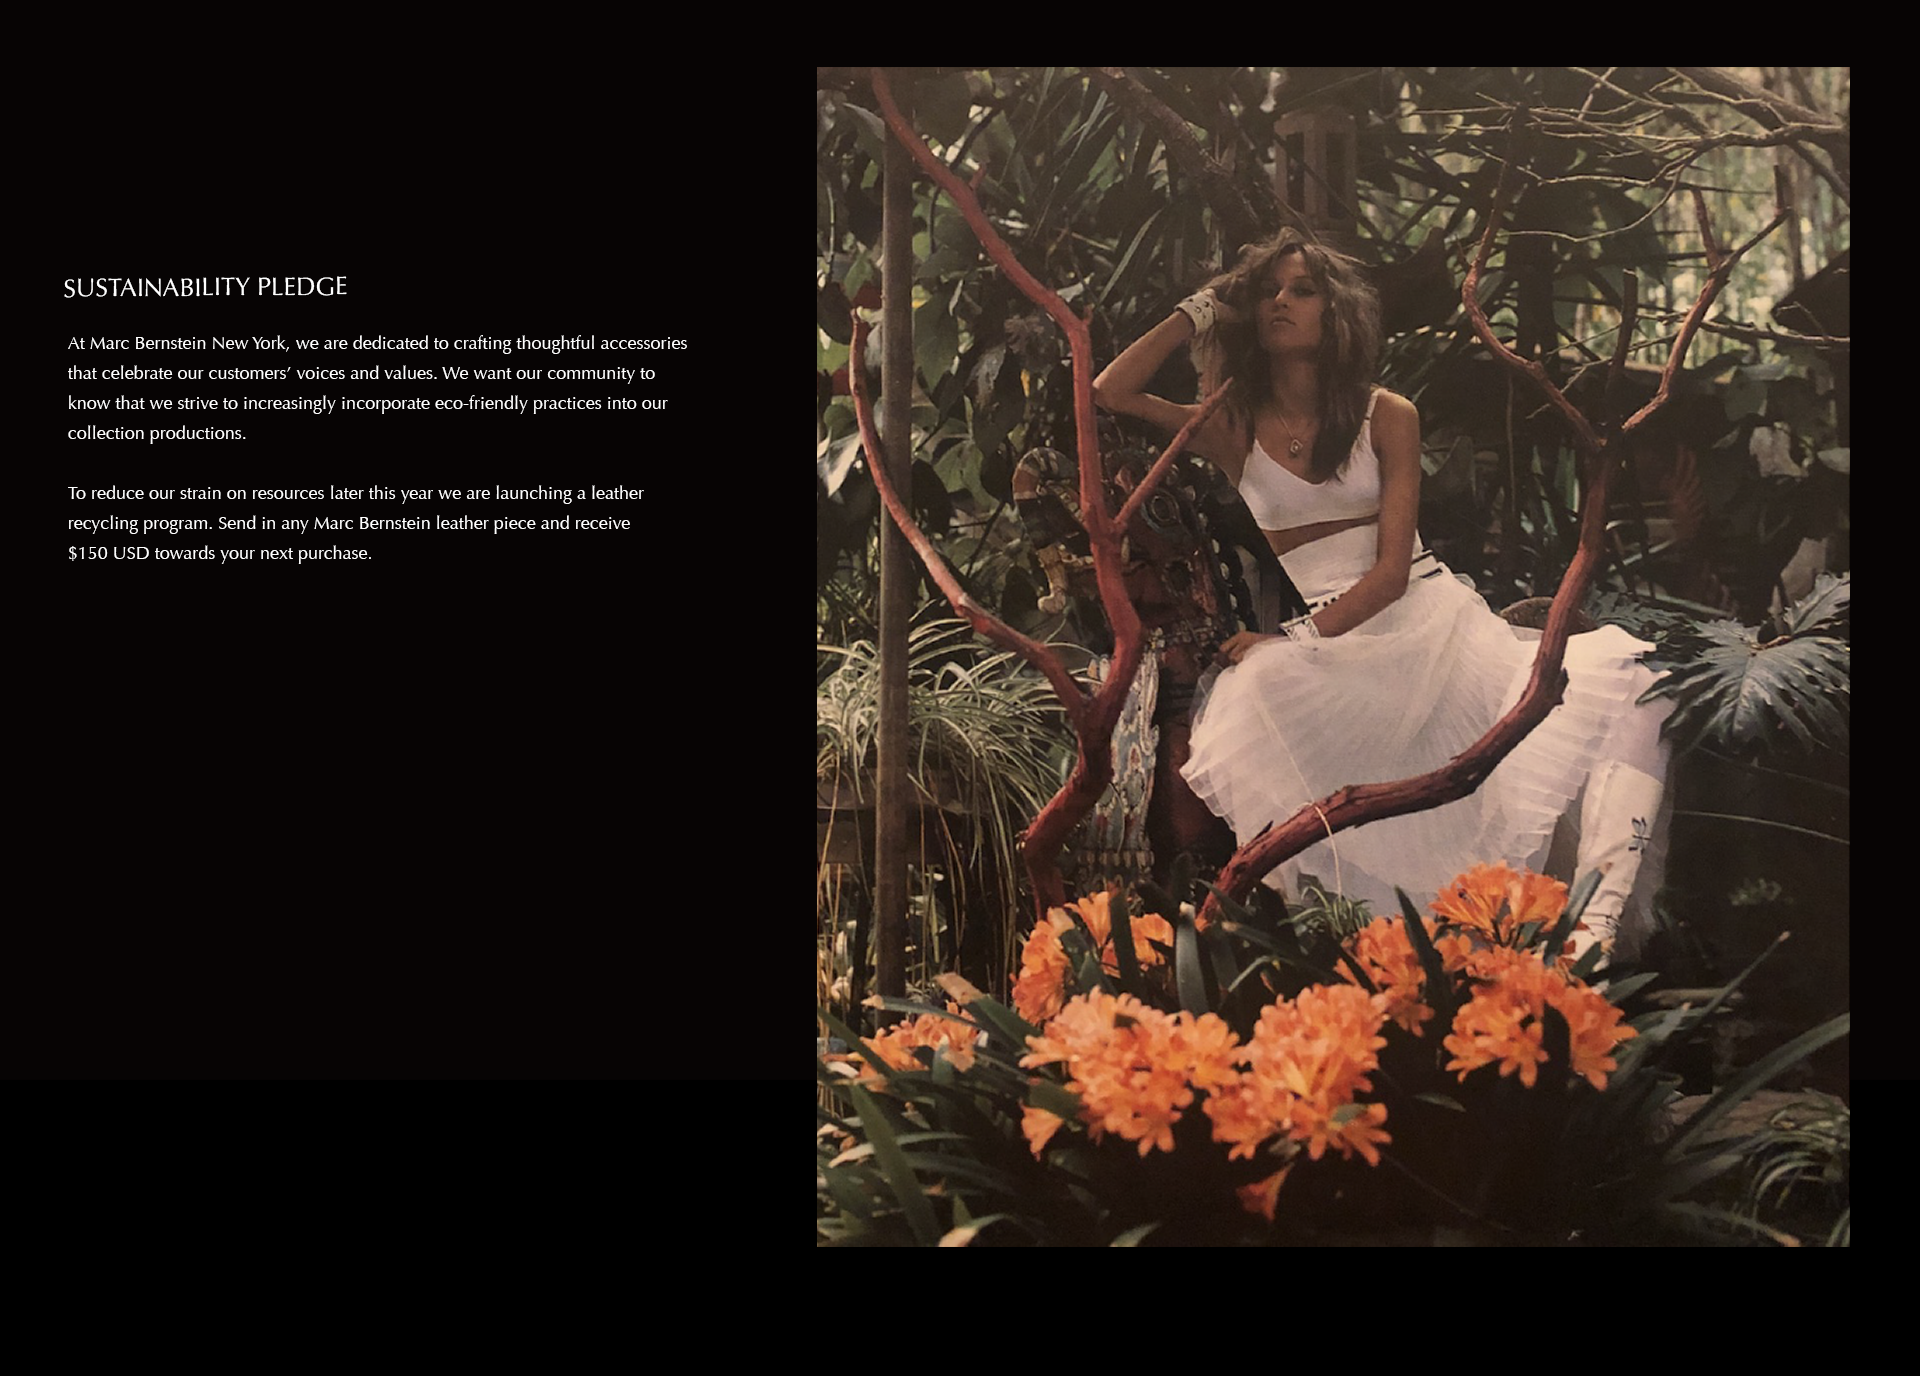 SUSTAINABILITY PLEDGE
At Marc Bernstein New York, we are dedicated to crafting thoughtful accessories
that celebrate our customers’ voices and values. We want our community to
know that we strive to increasingly incorporate eco-friendly practices into our
collection productions.
To reduce our strain on resources later this year we are launching a leather
recycling program. Send in any Marc Bernstein leather piece and receive
$150 USD towards your next purchase.